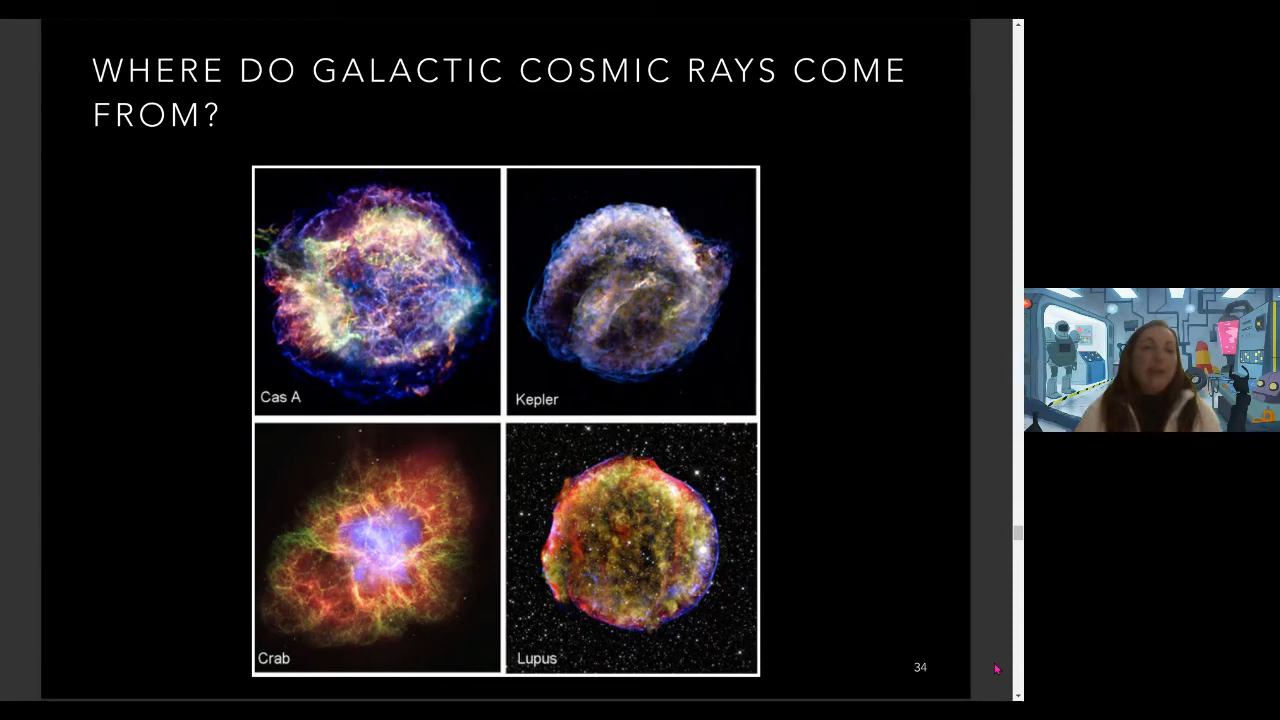 WHERE DO GALACTIC COSMIC RAYS COME
FROM?
Cas A
Kepler
Crab
Lupus
34